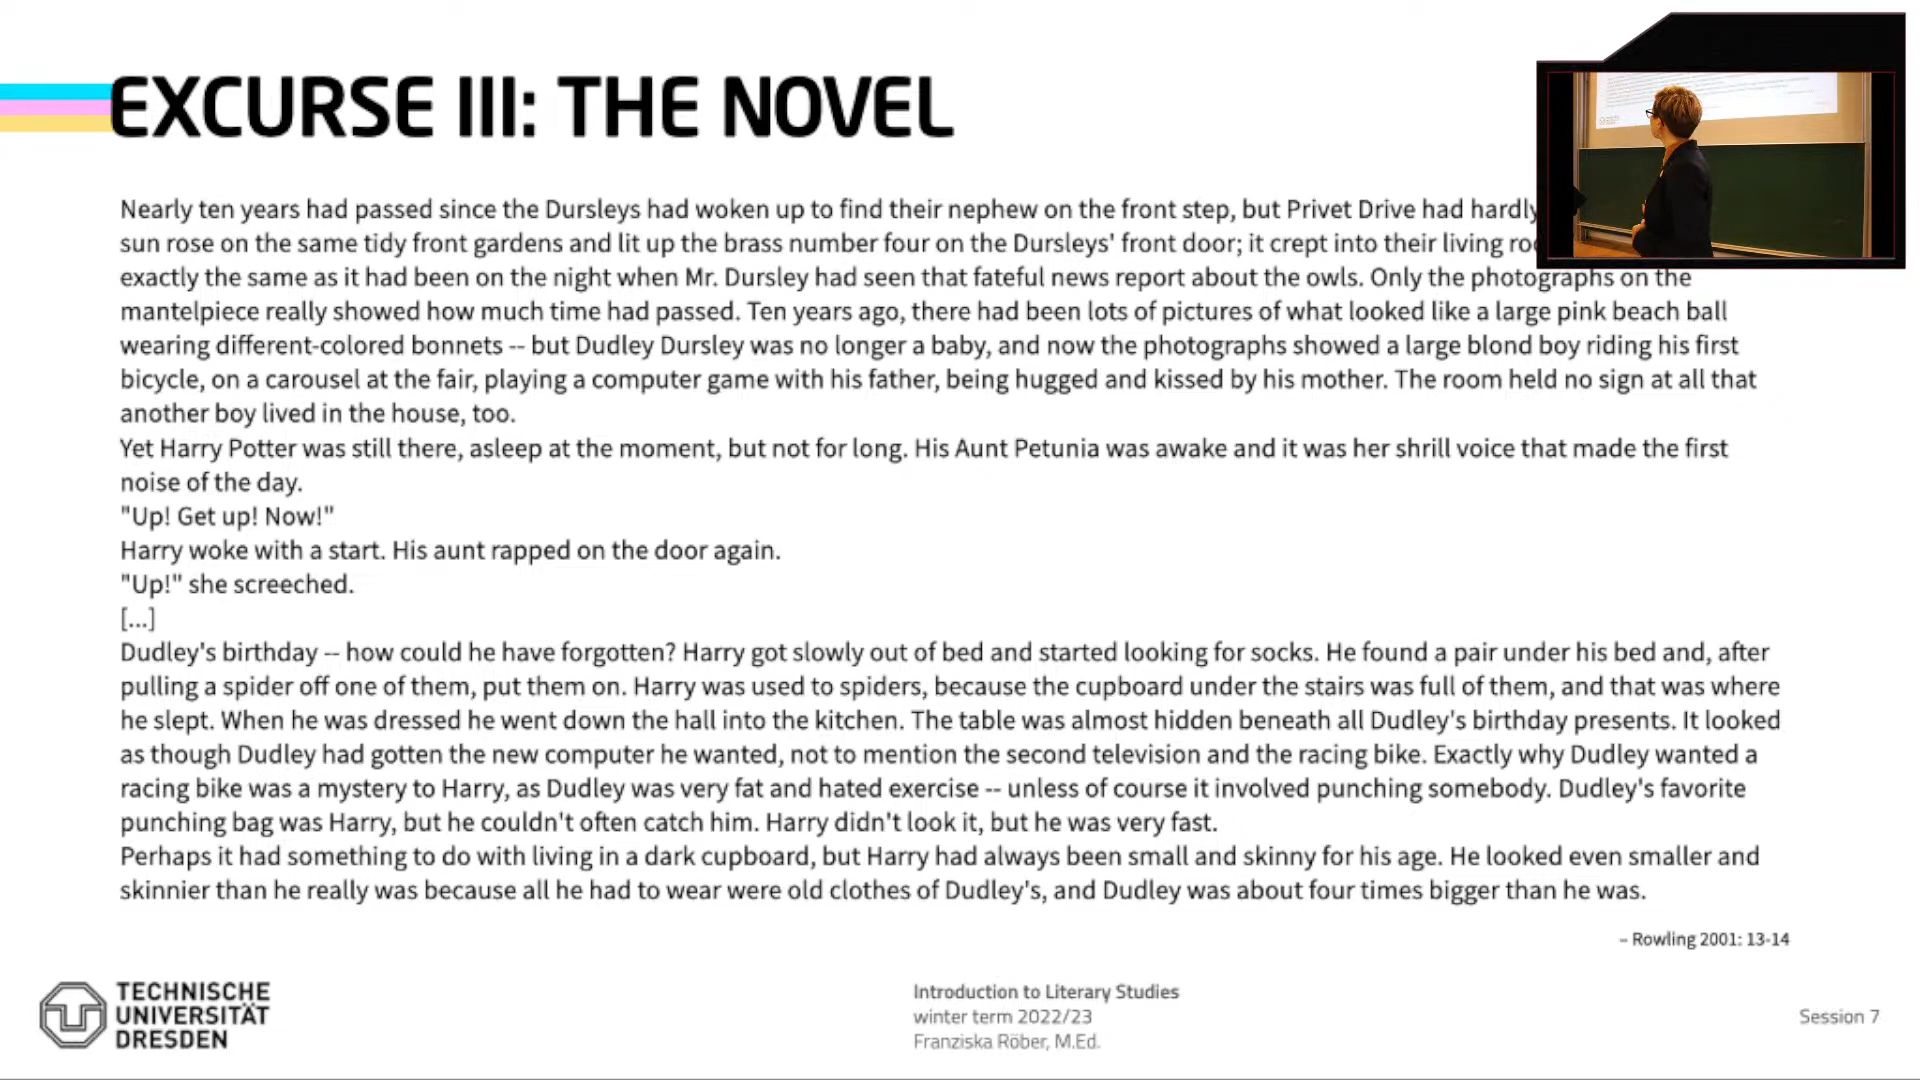 EXCURSE III: THE NOVEL
Nearly ten years had passed since the Dursleys had woken up to find their nephew on the front step, but Privet Drive had hardly
sun rose on the same tidy front gardens and lit up the brass number four on the Dursleys' front door; it crept into their living
exactly the same as it had been on the night when Mr. Dursley had seen that fateful news report about the owls. Only the photographs on the
mantelpiece really showed how much time had passed. Ten years ago, there had been lots of pictures of what looked like a large pink beach ball
wearing different-colored bonnets -- but Dudley Dursley was no longer a baby, and now the photographs showed a large blond boy riding his first
bicycle, on a carousel at the fair, playing a computer game with his father, being hugged and kissed by his mother. The room held no sign at all that
another boy lived in the house, too.
Yet Harry Potter was still there, asleep at the moment, but not for long. His Aunt Petunia was awake and it was her shrill voice that made the first
noise of the day.
"Up! Get up! Now!"
Harry woke with a start. His aunt rapped on the door again.
"Up!" she screeched.
[...]
Dudley's birthday -- how could he have forgotten? Harry got slowly out of bed and started looking for socks. He found a pair under his bed and, after
pulling a spider off one of them, put them on. Harry was used to spiders, because the cupboard under the stairs was full of them, and that was where
he slept. When he was dressed he went down the hall into the kitchen. The table was almost hidden beneath all Dudley's birthday presents. It looked
as though Dudley had gotten the new computer he wanted, not to mention the second television and the racing bike. Exactly why Dudley wanted a
racing bike was a mystery to Harry, as Dudley was very fat and hated exercise -- unless of course it involved punching somebody. Dudley's favorite
punching bag was Harry, but he couldn't often catch him. Harry didn't look it, but he was very fast.
Perhaps it had something to do with living in a dark cupboard, but Harry had always been small and skinny for his age. He looked even smaller and
skinnier than he really was because all he had to wear were old clothes of Dudley's, and Dudley was about four times bigger than he was.
– Rowling 2001: 13-14
TECHNISCHE
UNIVERSITÄT
DRESDEN
Introduction to Literary Studies
winter term 2022/23
Franziska Röber, M.Ed.
Session 7